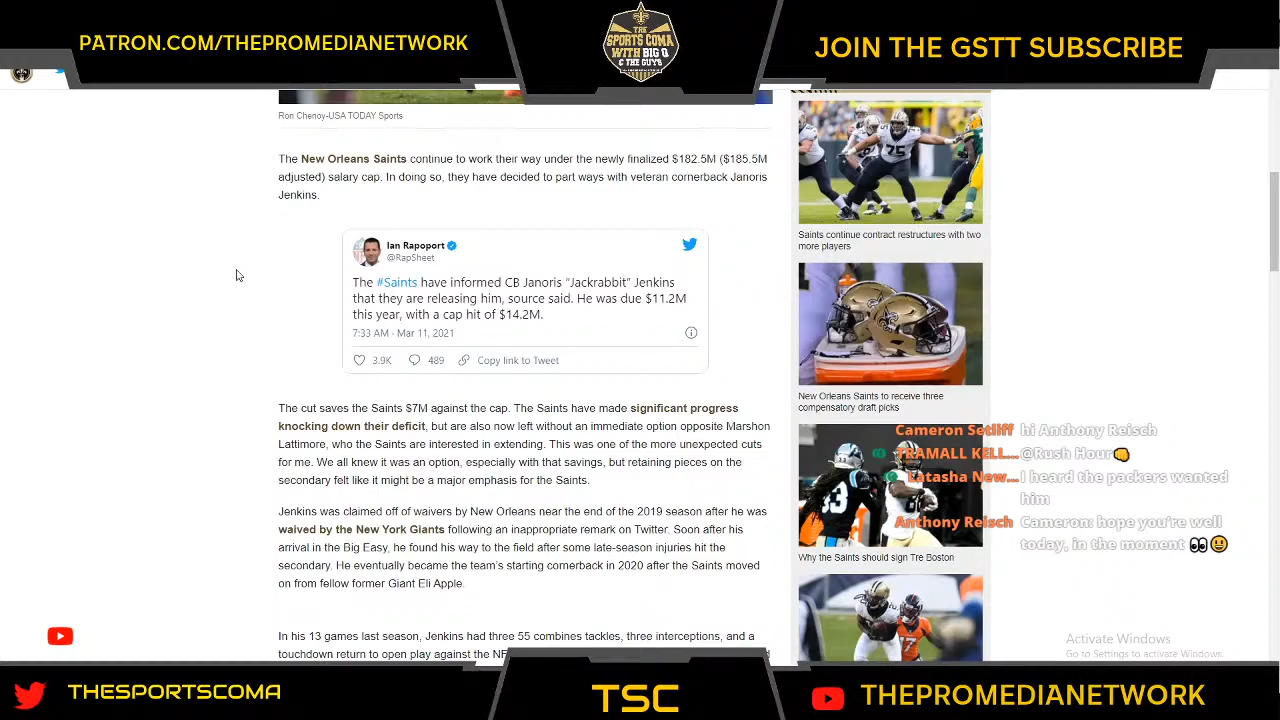 PATRON.COM/THEPROMEDIANETWORK
THE
SPORTS COMA
WITH BIG Q
& THE GUYS
JOIN THE GSTT SUBSCRIBE
Ron Chenoy-USA TODAY Sports
The New Orleans Saints continue to work their way under the newly finalized $182.5M ($185.5M
adjusted) salary cap. In doing so, they have decided to part ways with veteran cornerback Janoris
Jenkins.
Ian Rapoport
@RapSheet
The #Saints have informed CB Janoris "Jackrabbit" Jenkins
that they are releasing him, source said. He was due $11.2M
this year, with a cap hit of $14.2M.
7:33 AM · Mar 11, 2021
3.9K 489 Copy link to Tweet
The cut saves the Saints $7M against the cap. The Saints have made significant progress
knocking down their deficit, but are also now left without an immediate option opposite Marshon
Lattimore, who the Saints are interested in extending. This was one of the more unexpected cuts
for me. We all knew it was an option, especially with that savings, but retaining pieces on the
secondary felt like it might be a major emphasis for the Saints.
Jenkins was claimed off of waivers by New Orleans near the end of the 2019 season after he was
waived by the New York Giants following an inappropriate remark on Twitter. Soon after his
arrival in the Big Easy, he found his way to the field after some late-season injuries hit the
secondary. He eventually became the team's starting cornerback in 2020 after the Saints moved
on from fellow former Giant Eli Apple.
In his 13 games last season, Jenkins had three 55 combines tackles, three interceptions, and a
touchdown return to open play against the
75
Saints continue contract restructures with two
more players
New Orleans Saints to receive three
compensatory draft picks
33
Why the Saints should sign Tre Boston
17
Cameron Setliff hi Anthony Reisch
TRAMALL KELL... @Rush Hour👊
Latasha New... I heard the packers wanted
him
Anthony Reisch Cameron: hope you're well
today, in the moment 👀😃
Activate Windows
Go to Settings to activate Windows.
THESPORTSCOMA
TSC
THEPROMEDIANETWORK